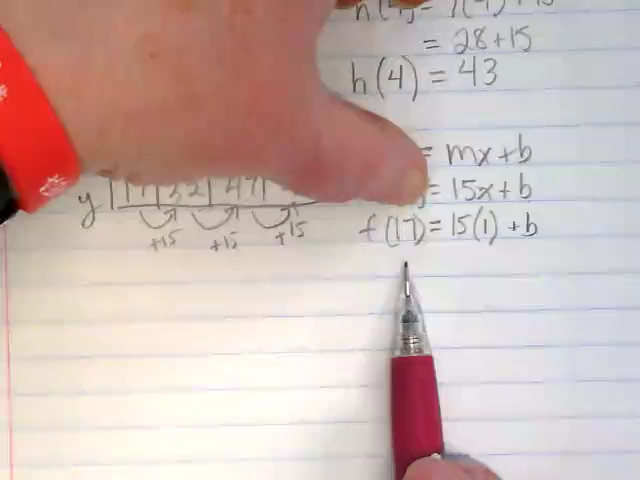 = 28+15
h(4) = 43
= mx+b
y | 17 | 32 | 47 | = 15x+b
+15 +15 +15 f(17) = 15(1) + b